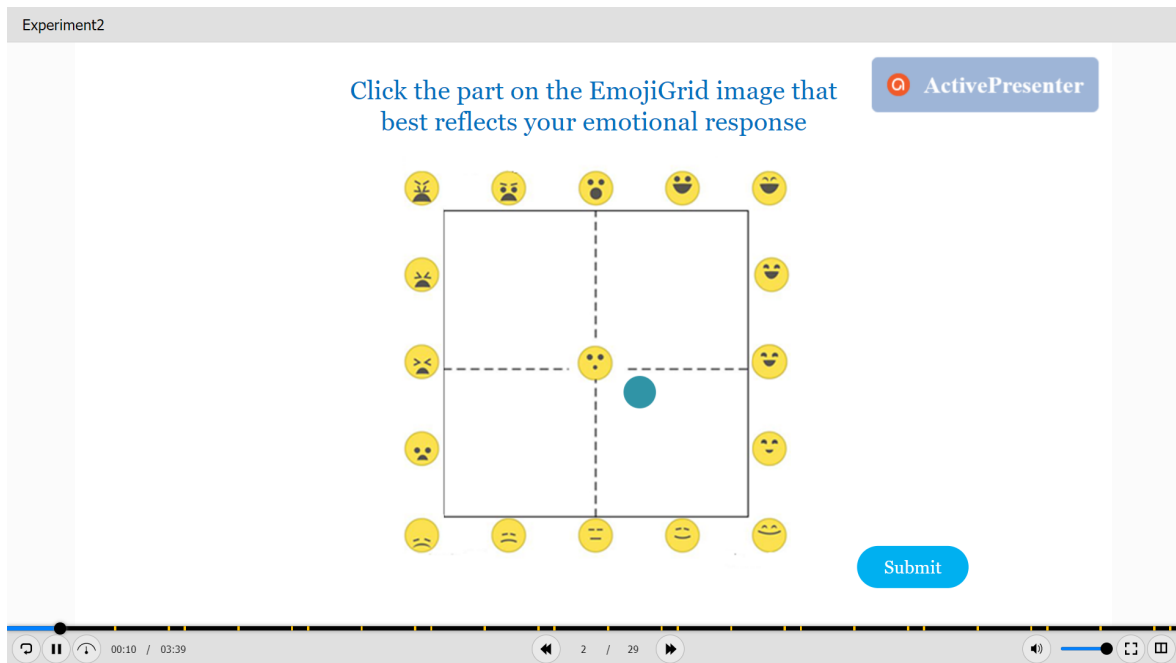 Experiment2
Click the part on the EmojiGrid image that
best reflects your emotional response
ActivePresenter
Submit
00:10 / 03:39
2 / 29